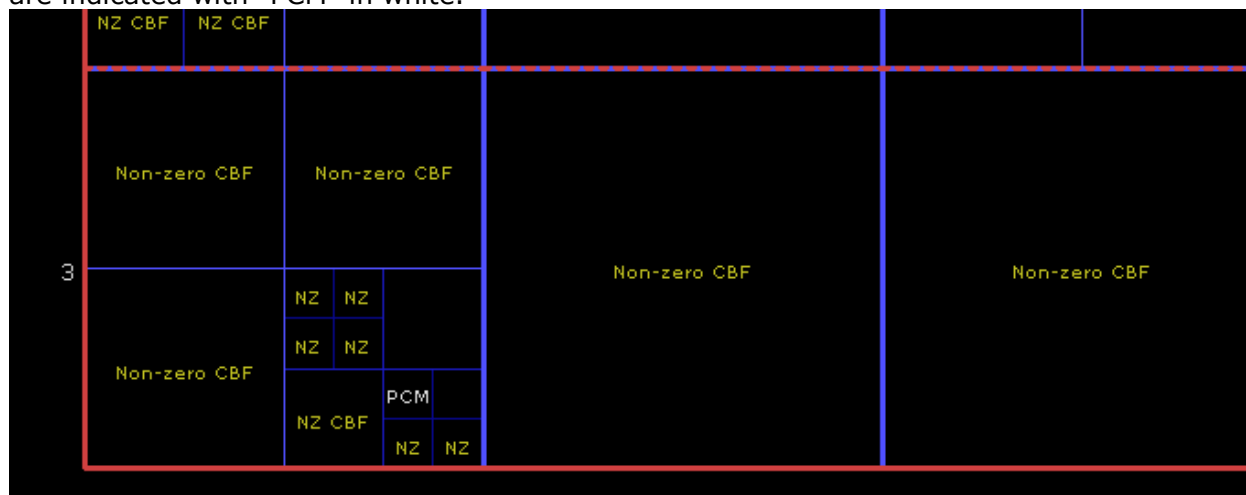 are indicated with "PCM" in white.
NZ CBF NZ CBF
Non-zero CBF Non-zero CBF
3 Non-zero CBF Non-zero CBF
NZ NZ
NZ NZ
Non-zero CBF
PCM
NZ CBF
NZ NZ